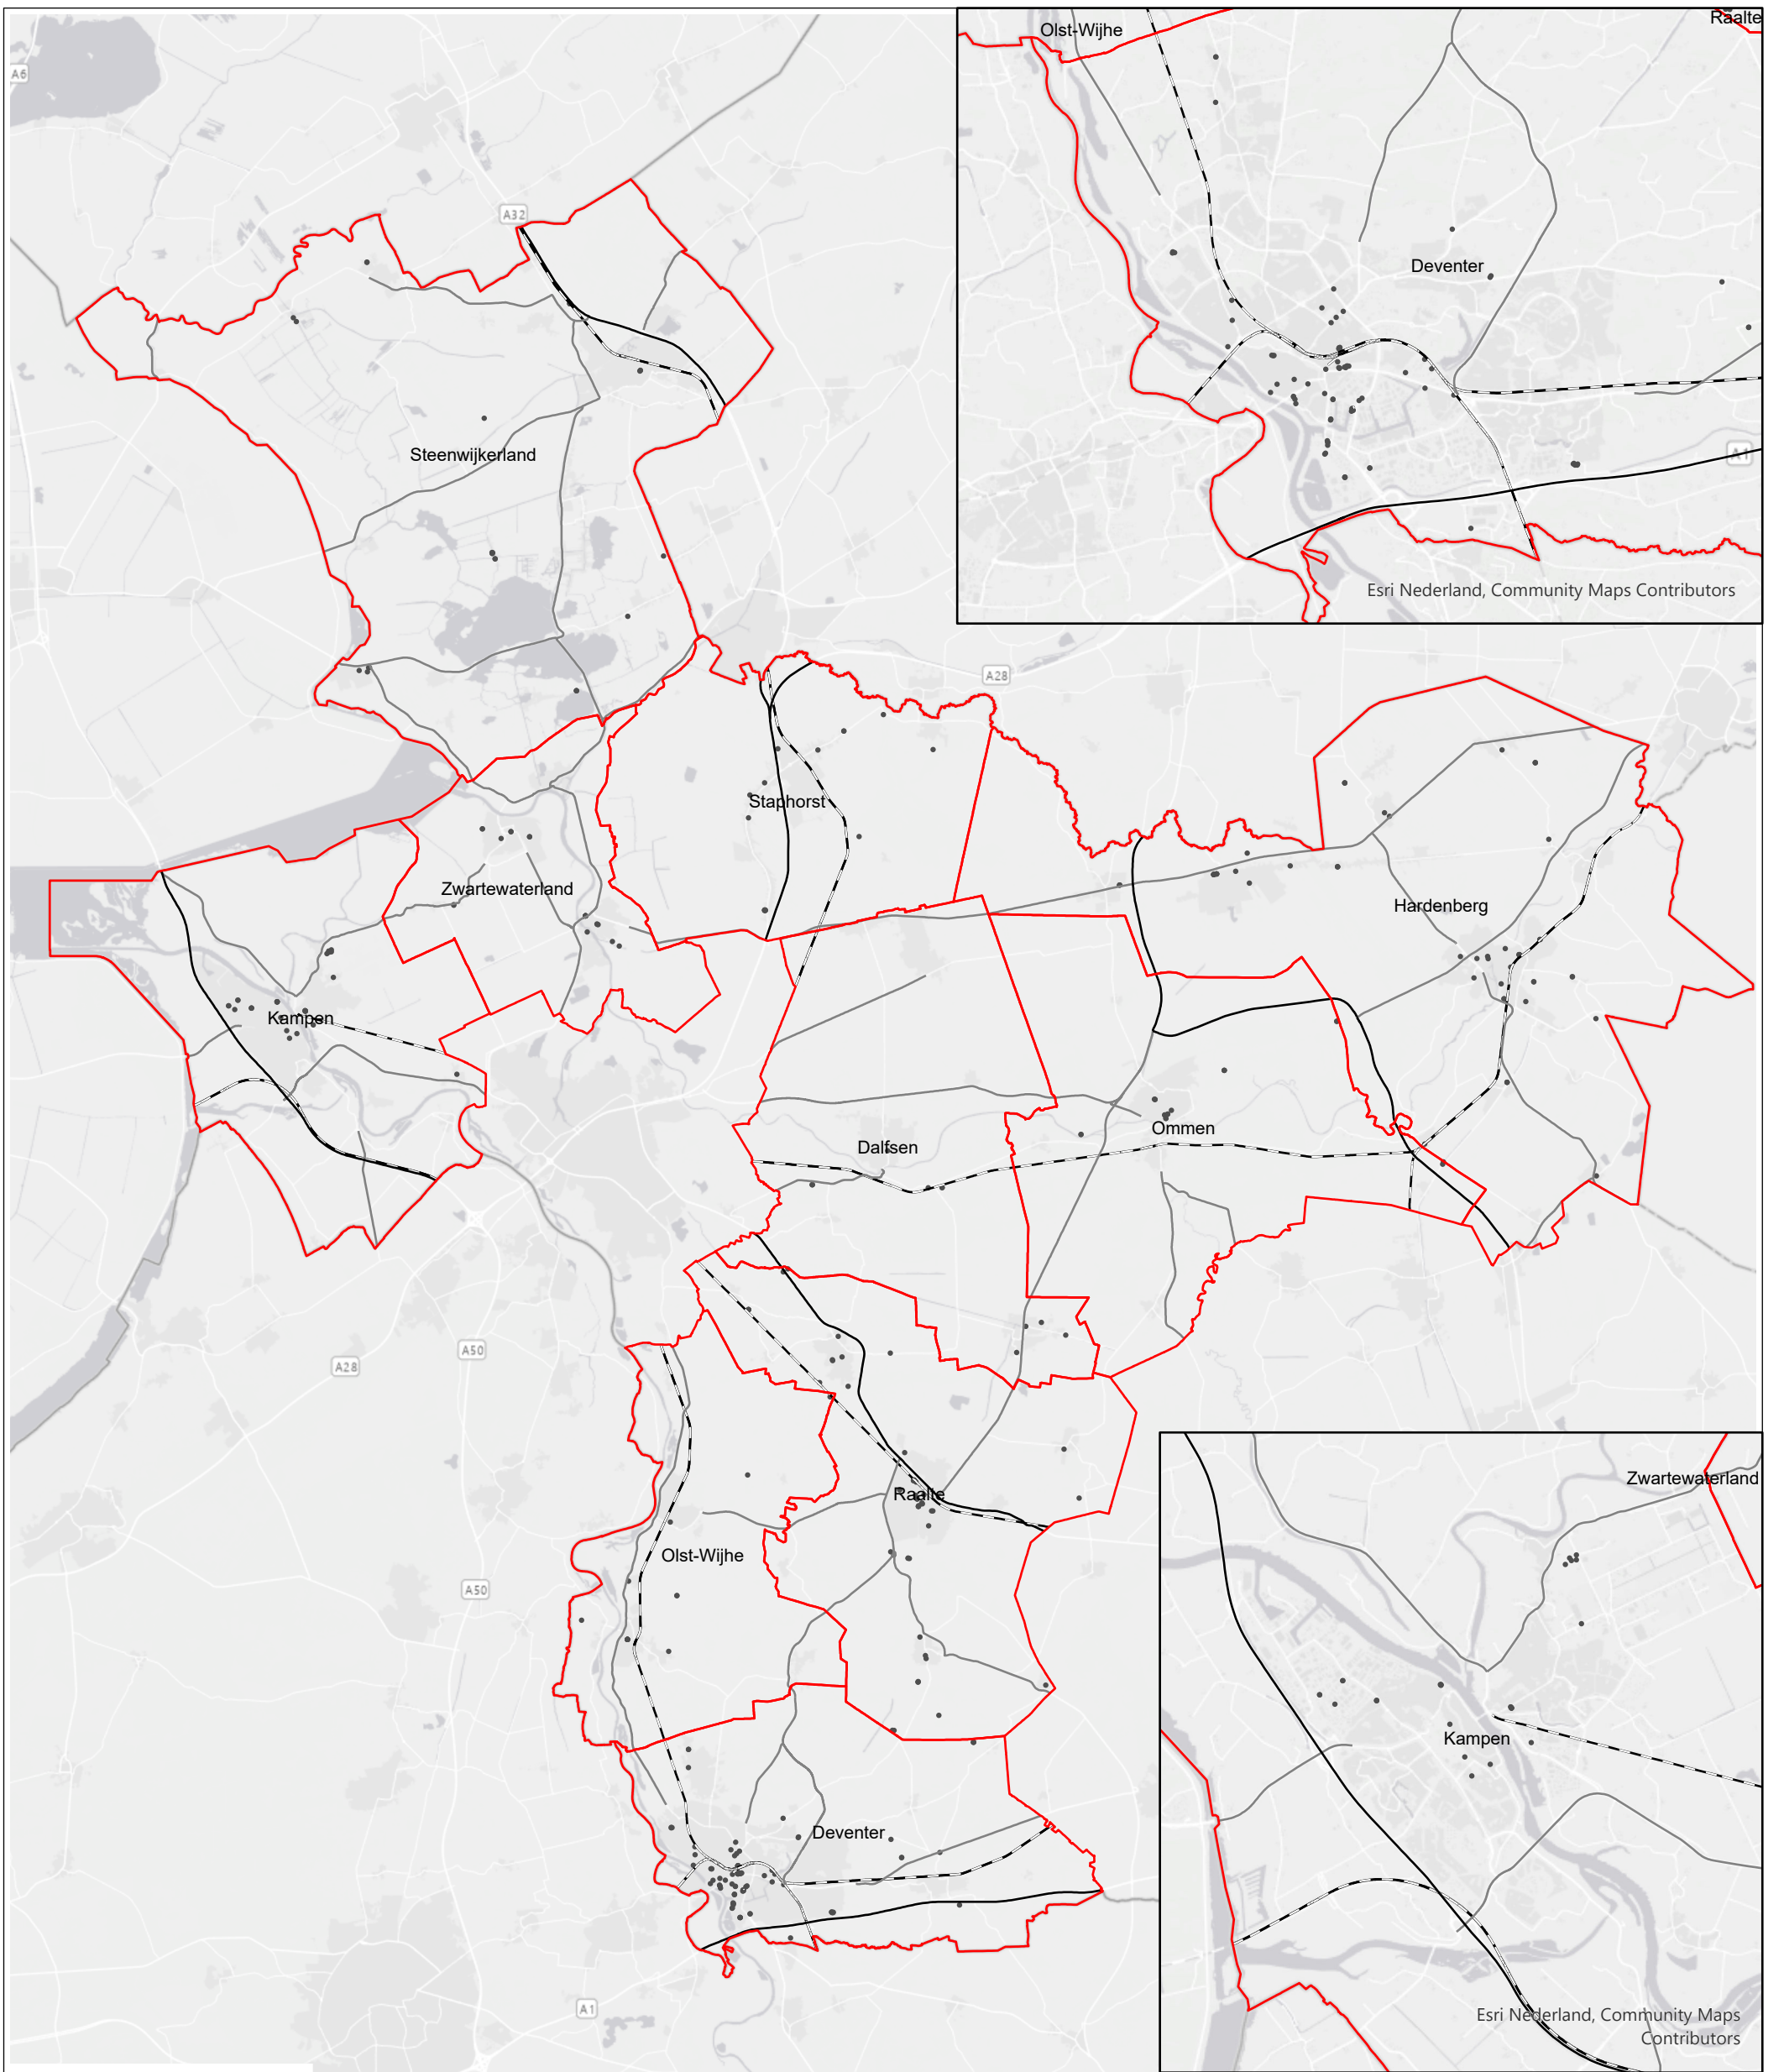 Olst-Wijhe
Raalte
A6
A32
Deventer
Steenwijkerland
A1
Esri Nederland, Community Maps Contributors
A28
Staphorst
Zwartewaterland
Hardenberg
Kampen
Ommen
Dalfsen
A50
A28
Zwartewaterland
Raalte
Olst-Wijhe
A50
Kampen
Deventer
A1
Esri Nederland, Community Maps
Contributors